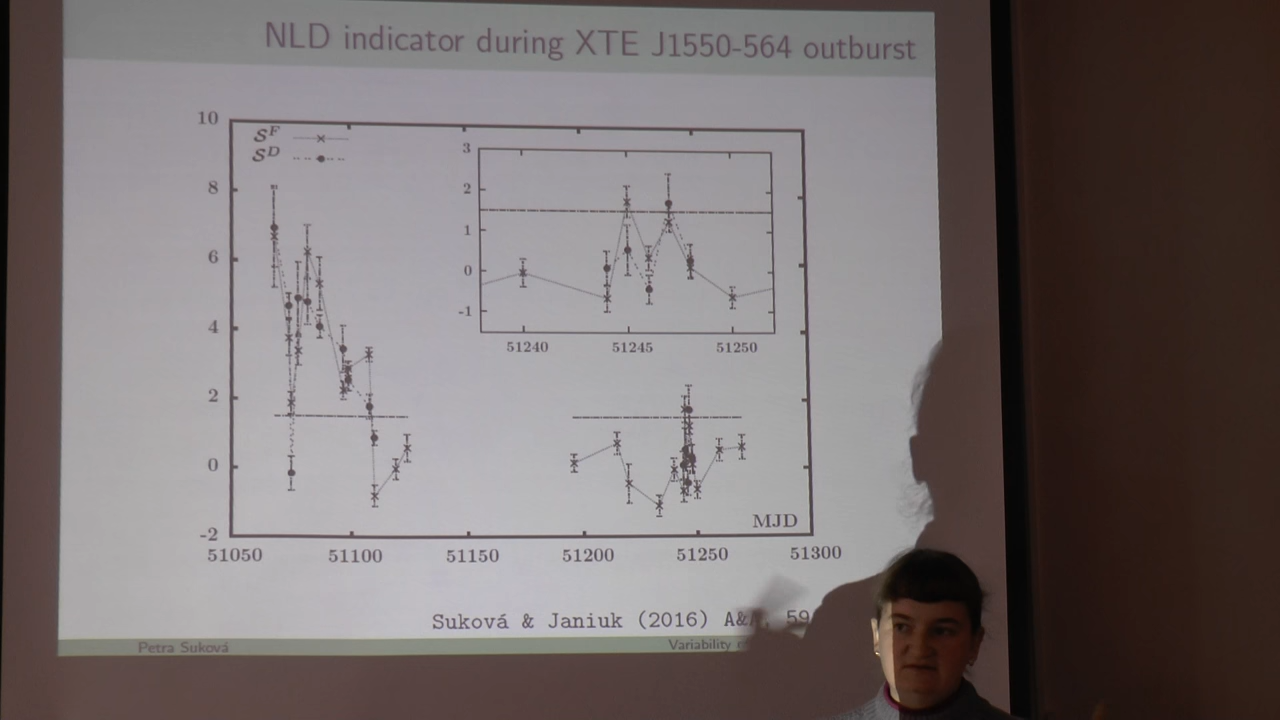 NLD indicator during XTE J1550-564 outburst
10
8
6
4
2
0
-2
S^F
S^D
3
2
1
0
-1
51240 51245 51250
MJD
51050 51100 51150 51200 51250 51300
Suková & Janiuk (2016) A&A, 59
Petra Suková
Variability